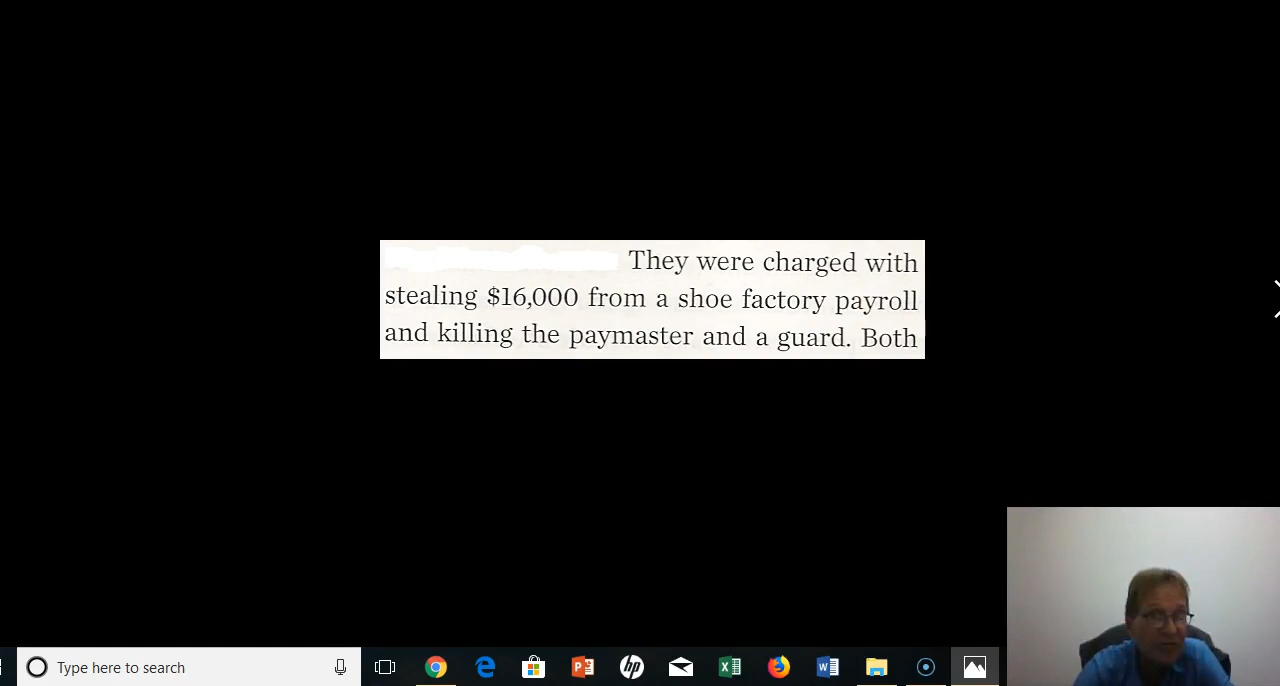 They were charged with
stealing $16,000 from a shoe factory payroll
and killing the paymaster and a guard. Both
Type here to search